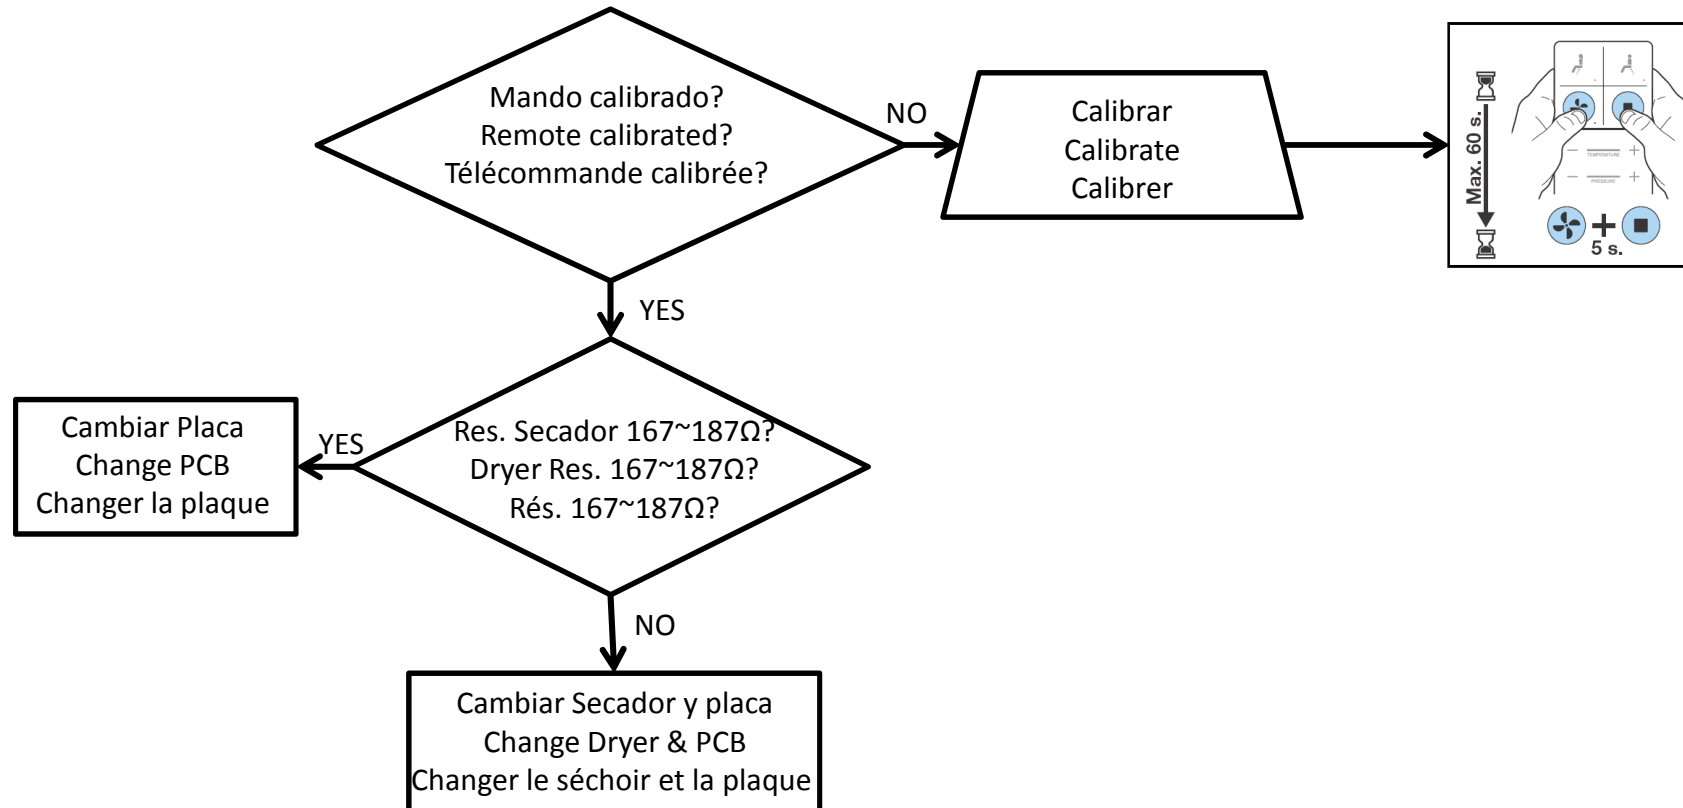 Mando calibrado?
Remote calibrated?
Télécommande calibrée?
NO
Calibrar
Calibrate
Calibrer
Max. 60 s.
− TEMPERATURE +
− PRESSURE +
+
5 s.
YES
Res. Secador 167~187Ω?
Dryer Res. 167~187Ω?
Rés. 167~187Ω?
YES
Cambiar Placa
Change PCB
Changer la plaque
NO
Cambiar Secador y placa
Change Dryer & PCB
Changer le séchoir et la plaque